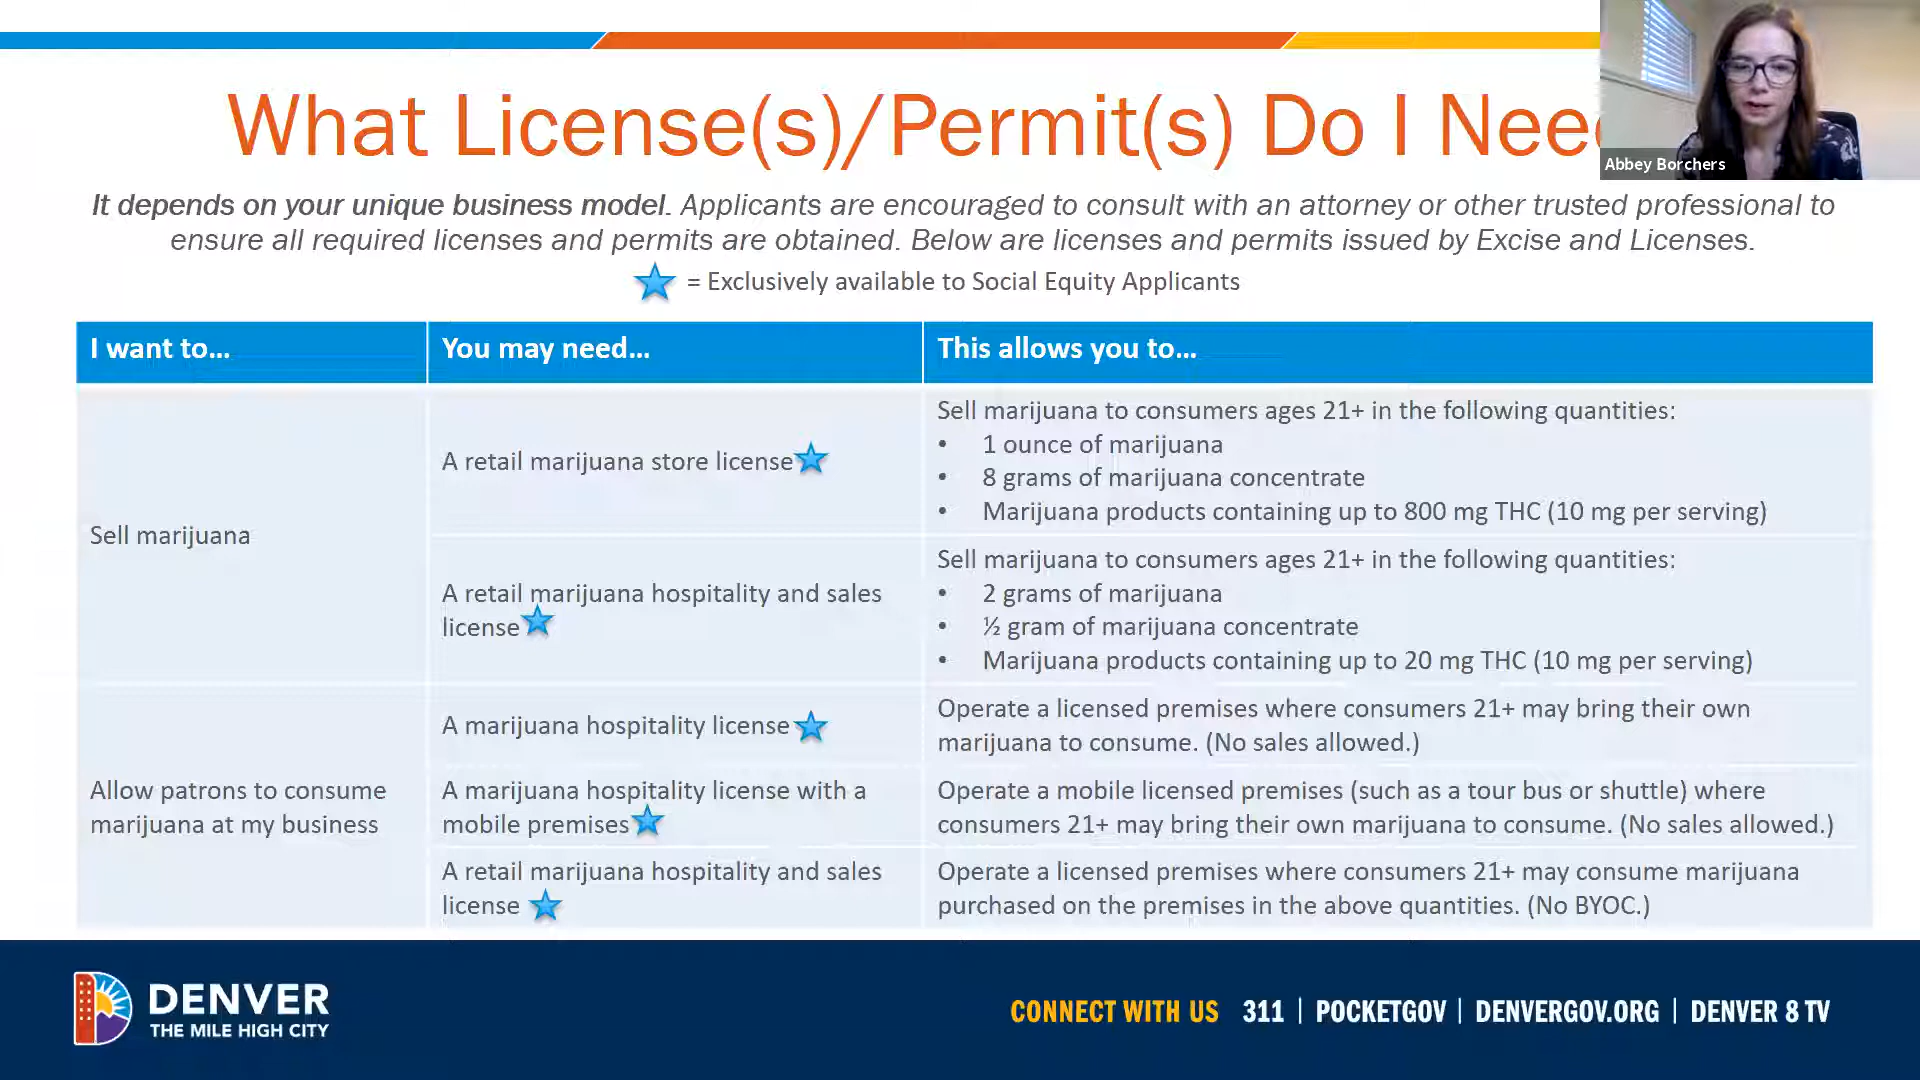 What License(s)/Permit(s) Do I Nee
Abbey Borchers
It depends on your unique business model. Applicants are encouraged to consult with an attorney or other trusted professional to
ensure all required licenses and permits are obtained. Below are licenses and permits issued by Excise and Licenses.
= Exclusively available to Social Equity Applicants
I want to...
You may need...
This allows you to...
Sell marijuana
A retail marijuana store license
Sell marijuana to consumers ages 21+ in the following quantities:
• 1 ounce of marijuana
• 8 grams of marijuana concentrate
• Marijuana products containing up to 800 mg THC (10 mg per serving)
A retail marijuana hospitality and sales
license
Sell marijuana to consumers ages 21+ in the following quantities:
• 2 grams of marijuana
• ½ gram of marijuana concentrate
• Marijuana products containing up to 20 mg THC (10 mg per serving)
Allow patrons to consume
marijuana at my business
A marijuana hospitality license
Operate a licensed premises where consumers 21+ may bring their own
marijuana to consume. (No sales allowed.)
A marijuana hospitality license with a
mobile premises
Operate a mobile licensed premises (such as a tour bus or shuttle) where
consumers 21+ may bring their own marijuana to consume. (No sales allowed.)
A retail marijuana hospitality and sales
license
Operate a licensed premises where consumers 21+ may consume marijuana
purchased on the premises in the above quantities. (No BYOC.)
DENVER
THE MILE HIGH CITY
CONNECT WITH US 311 | POCKETGOV | DENVERGOV.ORG | DENVER 8 TV